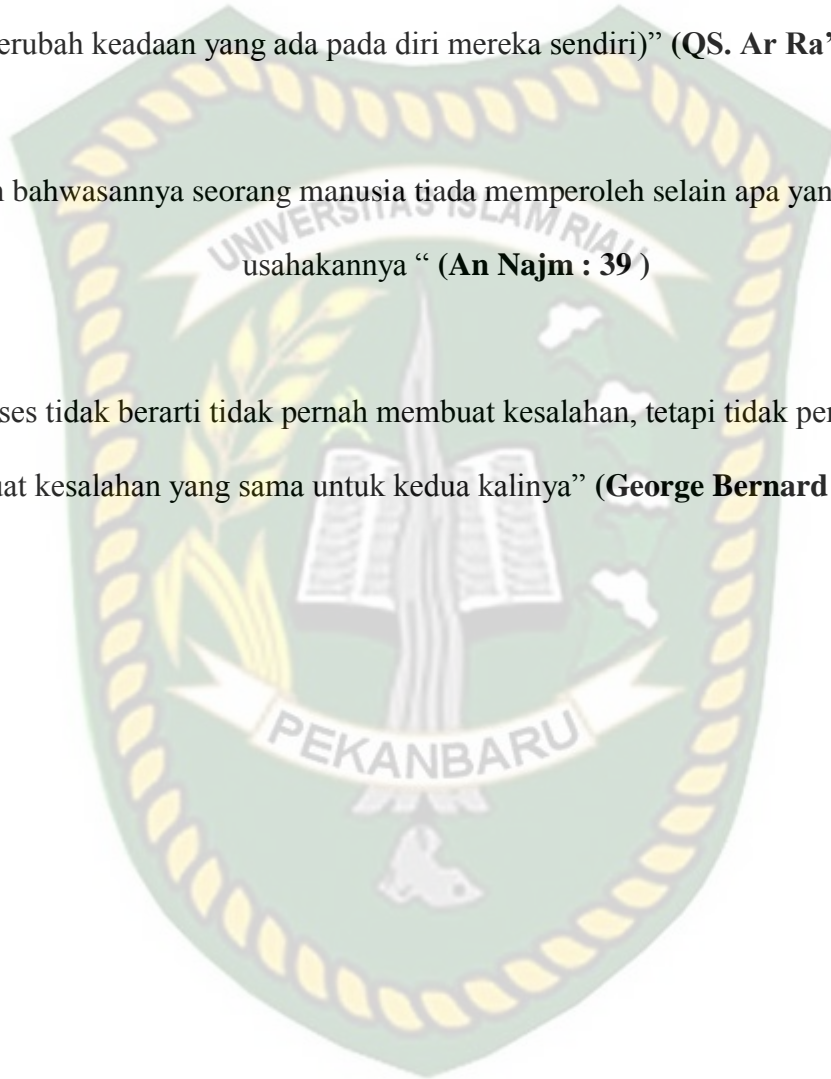 erubah keadaan yang ada pada diri mereka sendiri)” (QS. Ar Ra’
n bahwasannya seorang manusia tiada memperoleh selain apa yan
UNIVERSITAS ISLAM RIAU
usahakannya “ (An Najm : 39 )
ses tidak berarti tidak pernah membuat kesalahan, tetapi tidak per
uat kesalahan yang sama untuk kedua kalinya” (George Bernard
PEKANBARU